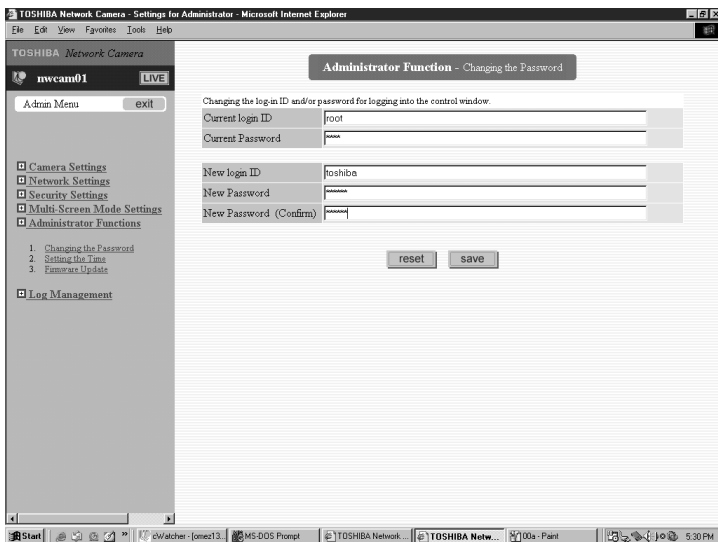 TOSHIBA Network Camera - Settings for Administrator - Microsoft Internet Explorer
File Edit View Favorites Tools Help
TOSHIBA Network Camera
nwcam01 LIVE
Admin Menu exit
Camera Settings
Network Settings
Security Settings
Multi-Screen Mode Settings
Administrator Functions
1. Changing the Password
2. Setting the Time
3. Firmware Update
Log Management
Administrator Function - Changing the Password
Changing the log-in ID and/or password for logging into the control window.
Current login ID root
Current Password ****
New login ID toshiba
New Password ******
New Password (Confirm) ******
reset save
Start » cWatcher - [omez13... MS-DOS Prompt TOSHIBA Network ... TOSHIBA Netw... 00a - Paint 5:30 PM